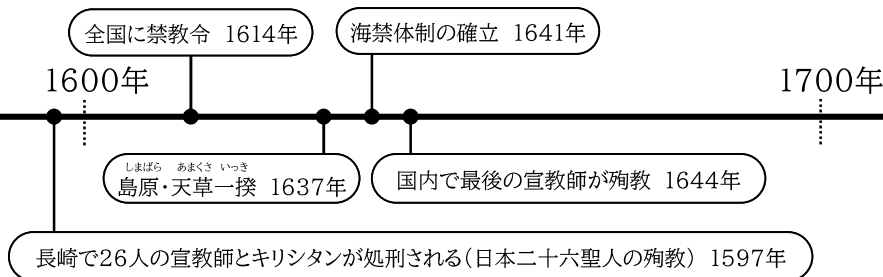 全国に禁教令 1614年
海禁体制の確立 1641年
1600年
1700年
しまばら あまくさ いっき
島原・天草一揆 1637年
国内で最後の宣教師が殉教 1644年
長崎で26人の宣教師とキリシタンが処刑される(日本二十六聖人の殉教) 1597年